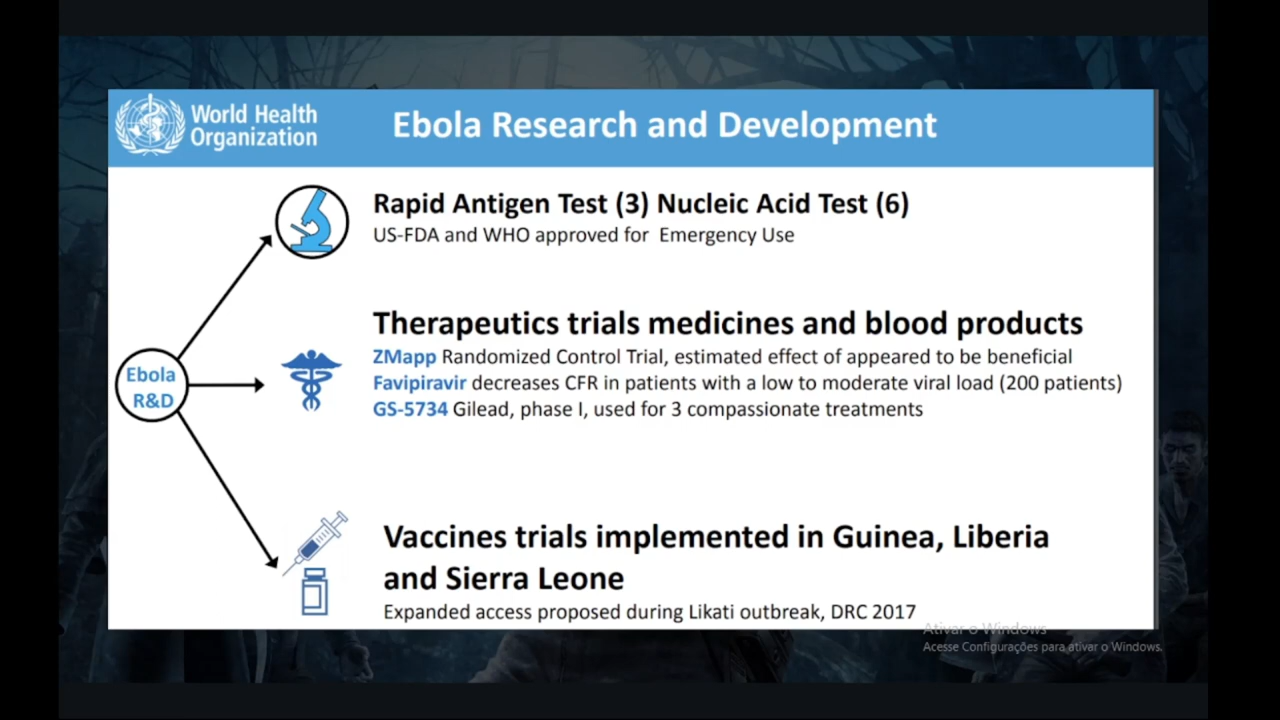 World Health
Organization
Ebola Research and Development
Rapid Antigen Test (3) Nucleic Acid Test (6)
US-FDA and WHO approved for Emergency Use
Therapeutics trials medicines and blood products
ZMapp Randomized Control Trial, estimated effect of appeared to be beneficial
Favipiravir decreases CFR in patients with a low to moderate viral load (200 patients)
GS-5734 Gilead, phase I, used for 3 compassionate treatments
Ebola
R&D
Vaccines trials implemented in Guinea, Liberia
and Sierra Leone
Expanded access proposed during Likati outbreak, DRC 2017
Ativar o Windows
Acesse Configurações para ativar o Windows.